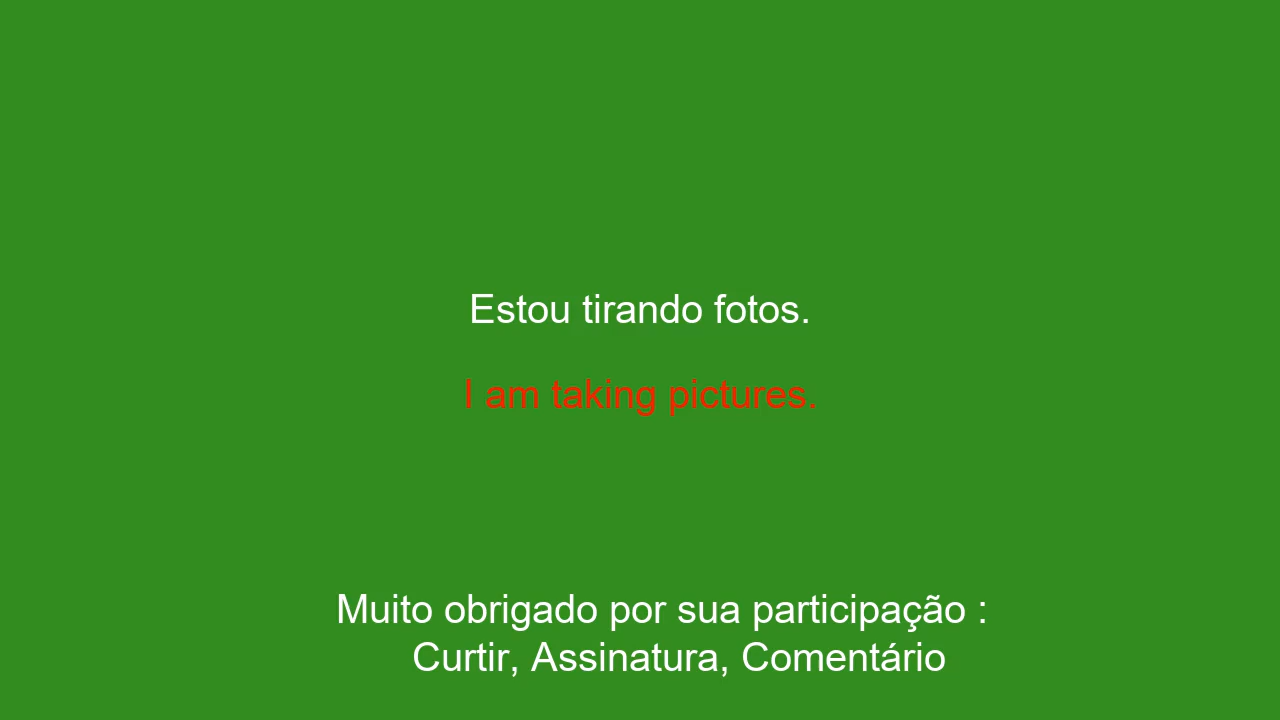 Estou tirando fotos.
I am taking pictures.
Muito obrigado por sua participação :
Curtir, Assinatura, Comentário